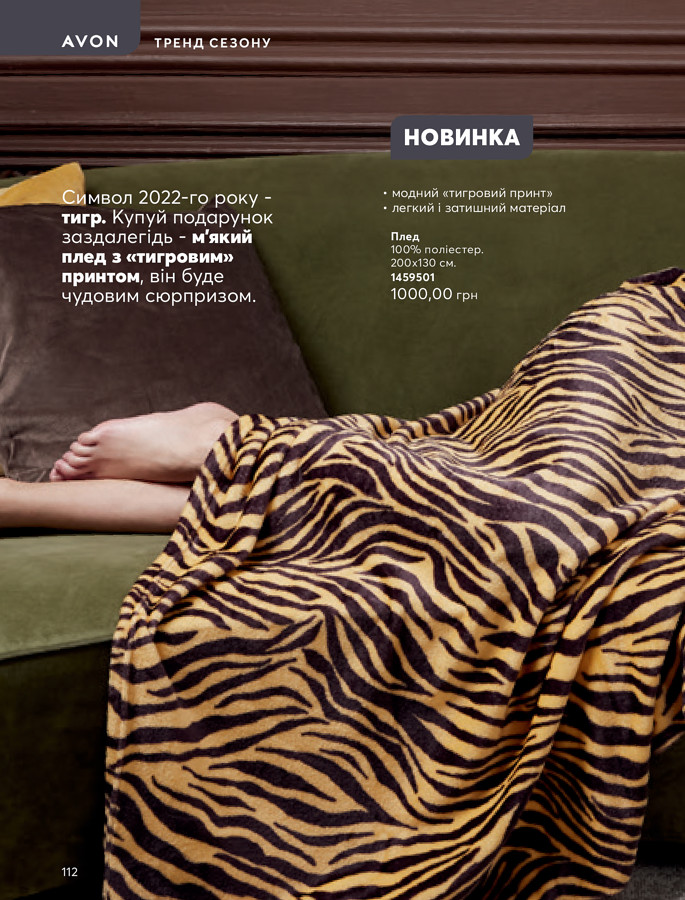 AVON
ТРЕНД СЕЗОНУ
НОВИНКА
Символ 2022-го року -
тигр. Купуй подарунок
заздалегідь - м'який
плед з «тигровим»
принтом, він буде
чудовим сюрпризом.
• модний «тигровий принт»
• легкий і затишний матеріал
Плед
100% поліестер.
200x130 см.
1459501
1000,00 грн
112